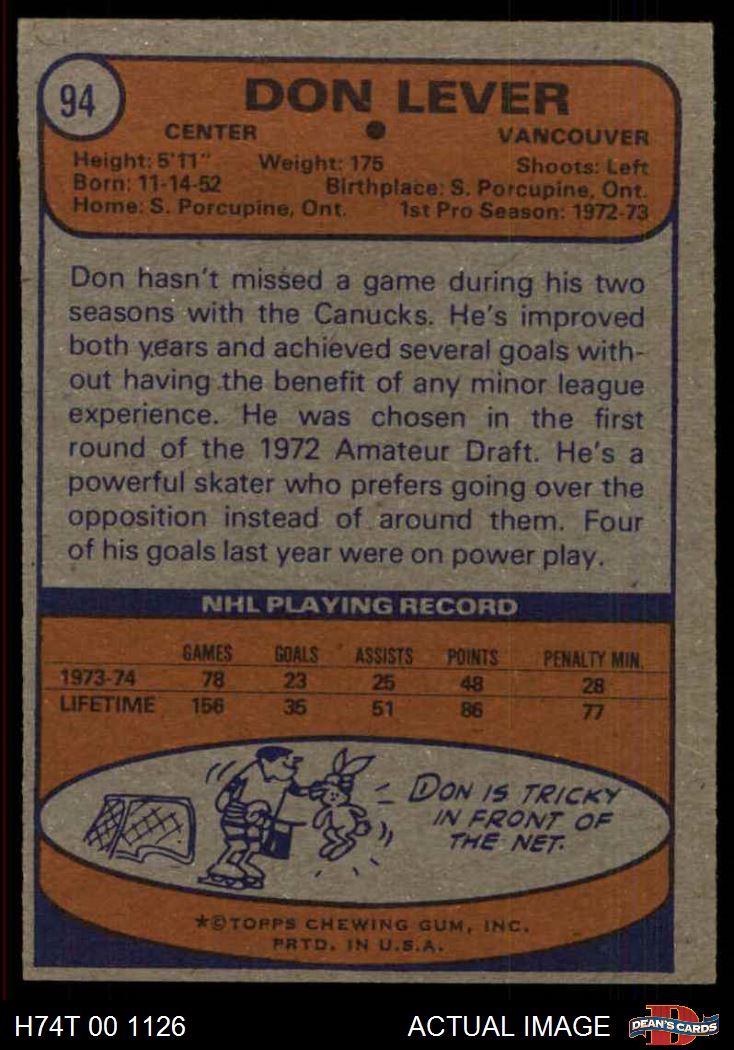 94
DON LEVER
CENTER • VANCOUVER
Height: 5'11" Weight: 175 Shoots: Left
Born: 11-14-52 Birthplace: S. Porcupine, Ont.
Home: S. Porcupine, Ont. 1st Pro Season: 1972-73
Don hasn't missed a game during his two
seasons with the Canucks. He's improved
both years and achieved several goals with-
out having the benefit of any minor league
experience. He was chosen in the first
round of the 1972 Amateur Draft. He's a
powerful skater who prefers going over the
opposition instead of around them. Four
of his goals last year were on power play.
NHL PLAYING RECORD
GAMES GOALS ASSISTS POINTS PENALTY MIN.
1973-74 78 23 25 48 28
LIFETIME 156 35 51 86 77
DON IS TRICKY
IN FRONT OF
THE NET.
★©TOPPS CHEWING GUM, INC.
PRTD. IN U.S.A.
H74T 00 1126 ACTUAL IMAGE DEAN'S CARDS